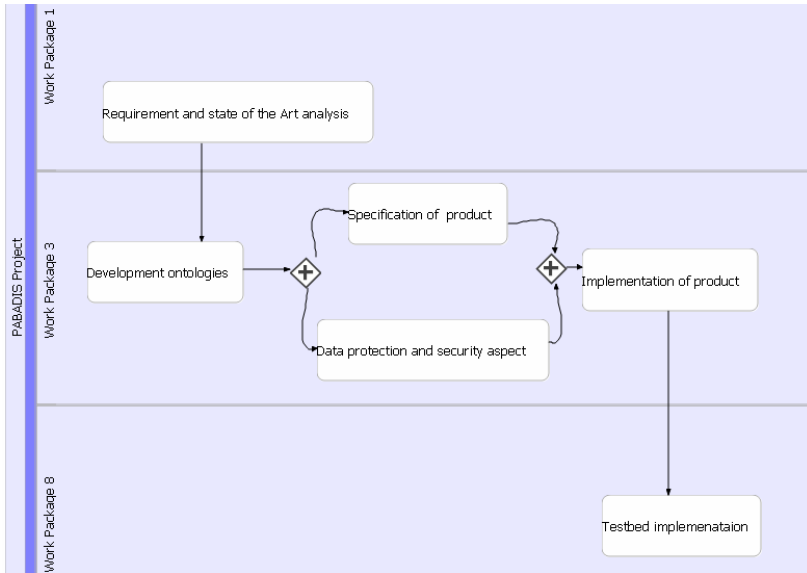 PABADIS Project
Work Package 1
Requirement and state of the Art analysis
Work Package 3
Development ontologies
Specification of  product
Data protection and security aspect
Implementation of product
Work Package 8
Testbed implemenataion